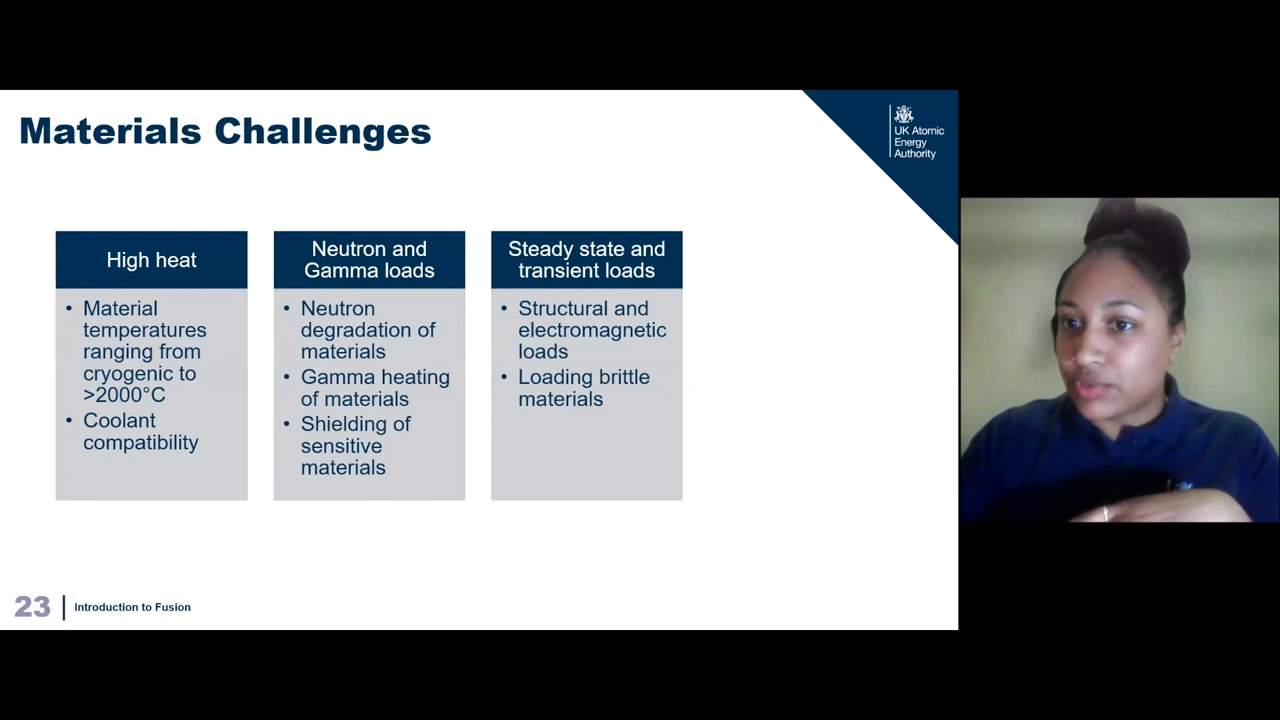 Materials Challenges
UK Atomic
Energy
Authority
High heat
• Material
temperatures
ranging from
cryogenic to
>2000°C
• Coolant
compatibility
Neutron and
Gamma loads
• Neutron
degradation of
materials
• Gamma heating
of materials
• Shielding of
sensitive
materials
Steady state and
transient loads
• Structural and
electromagnetic
loads
• Loading brittle
materials
23
Introduction to Fusion